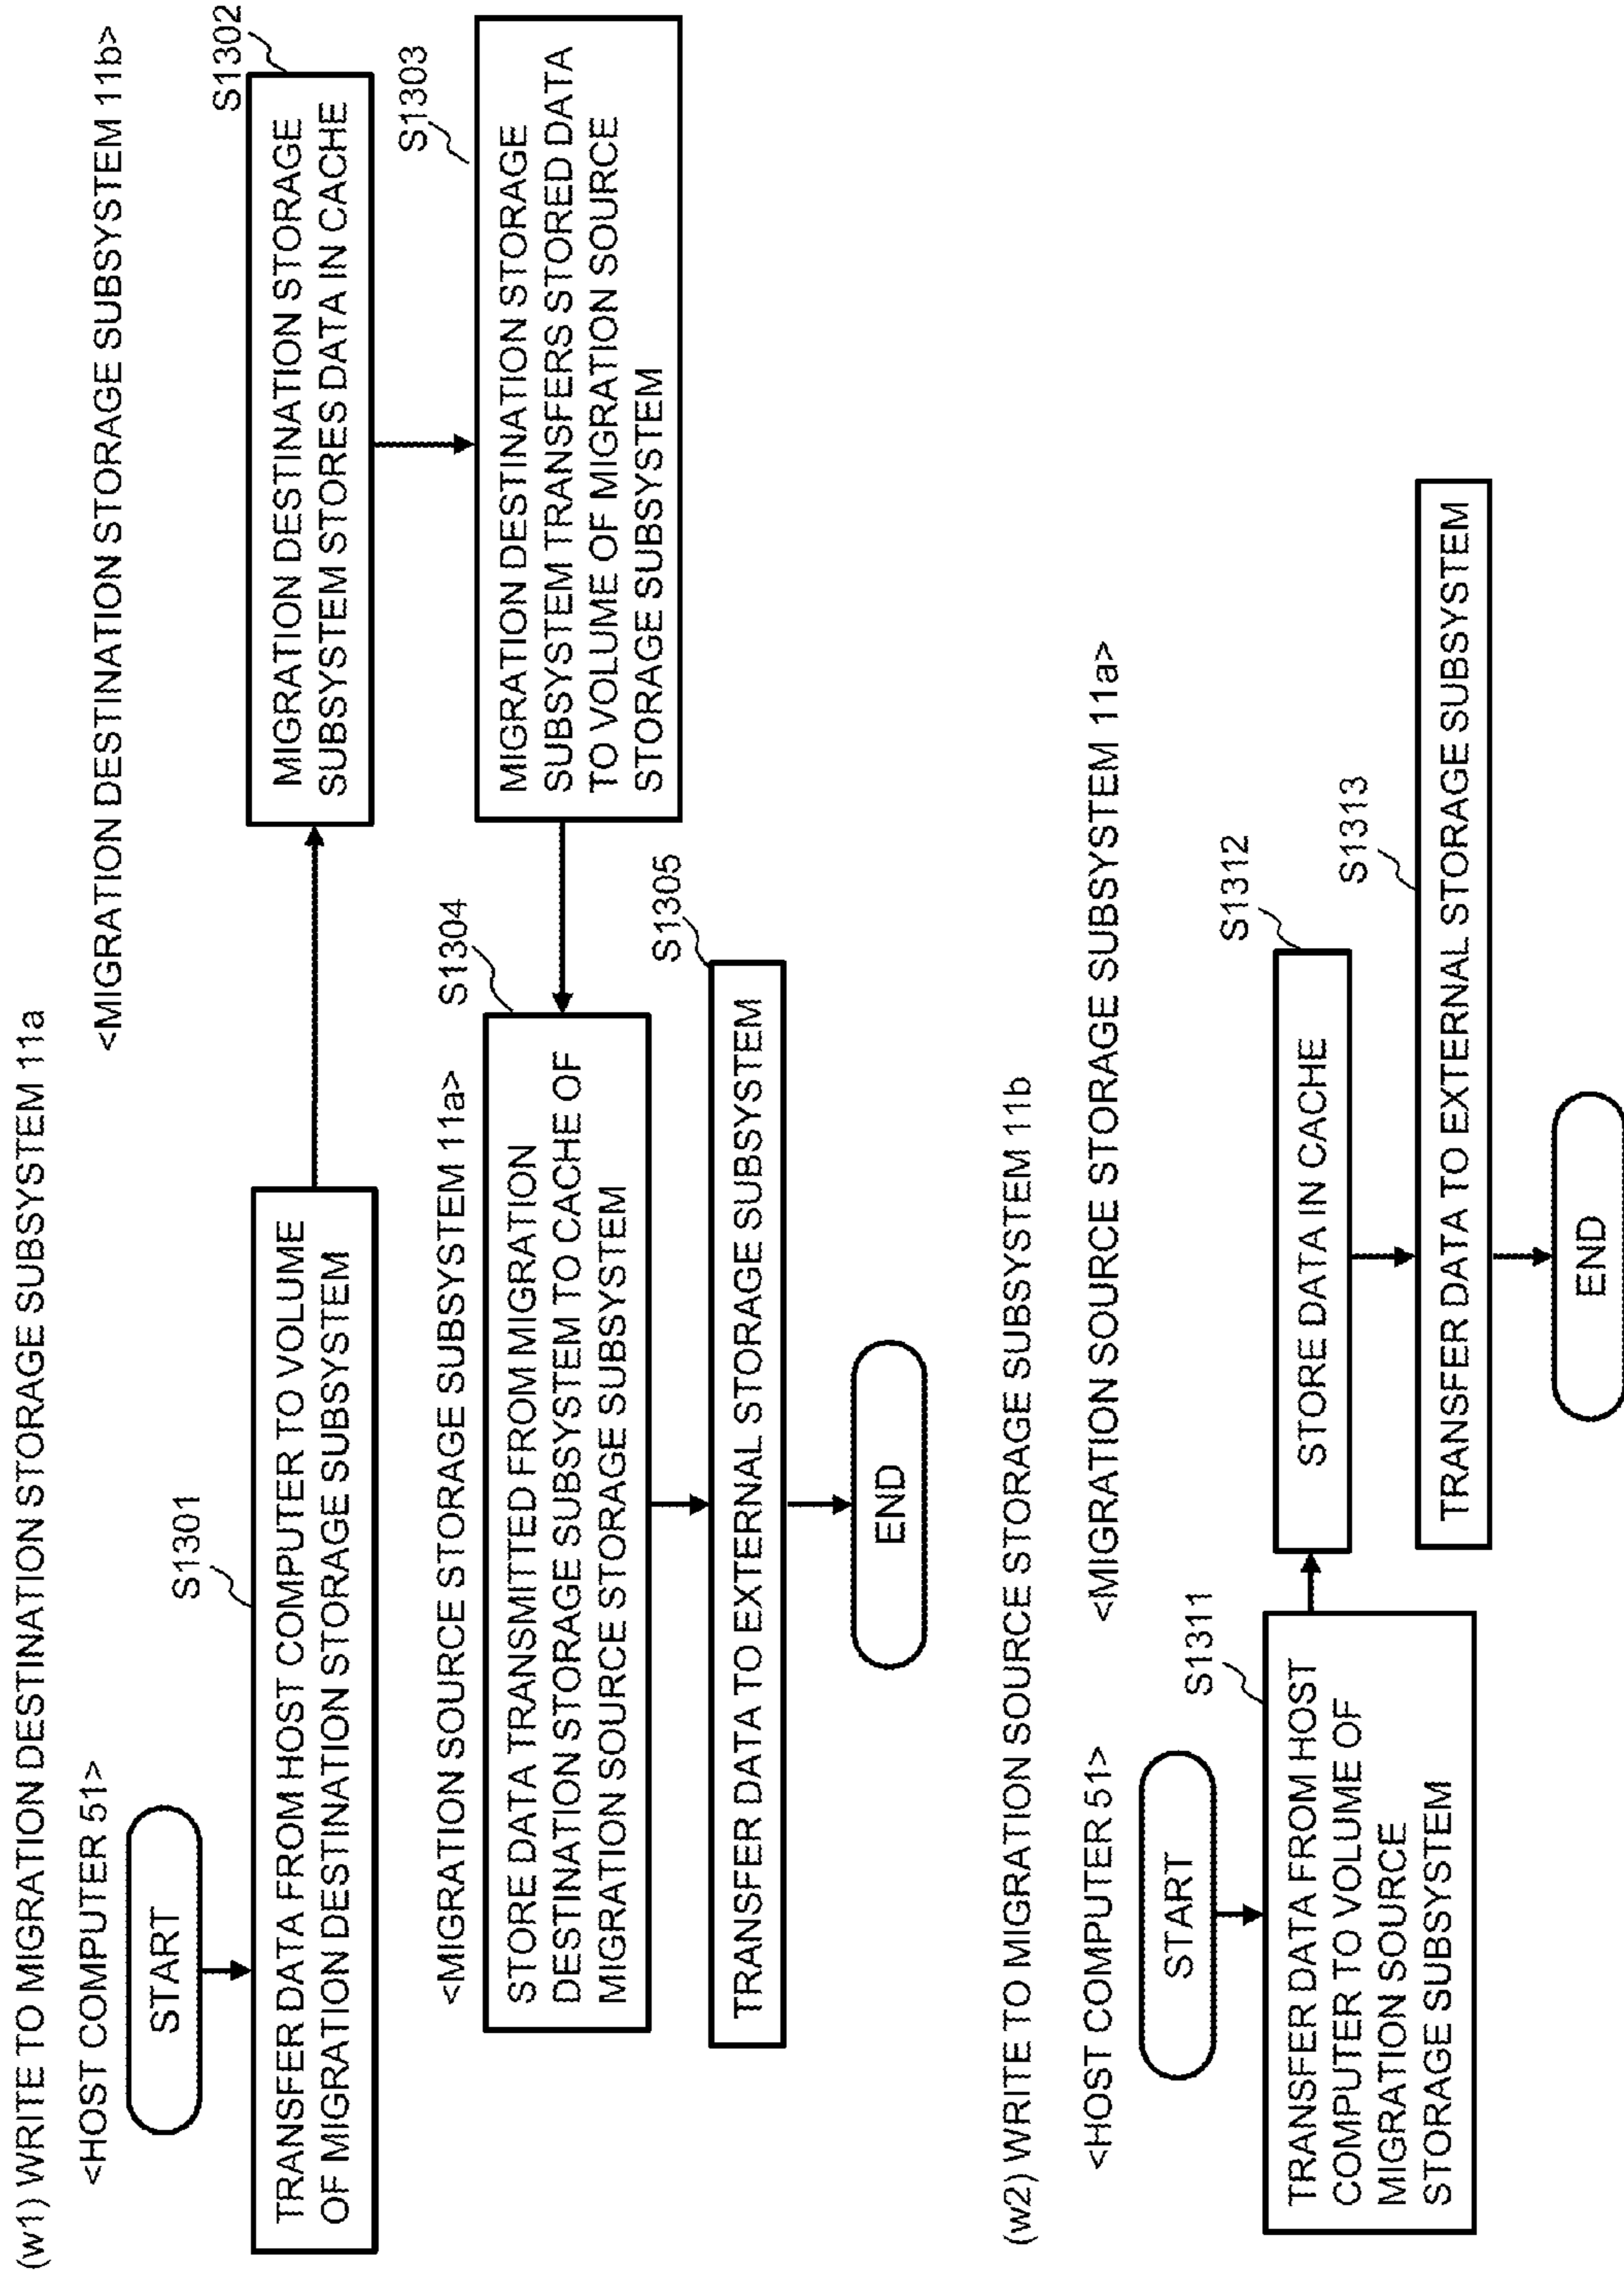 (w1) WRITE TO MIGRATION DESTINATION STORAGE SUBSYSTEM 11a
<HOST COMPUTER 51>
START
S1301
TRANSFER DATA FROM HOST COMPUTER TO VOLUME
OF MIGRATION DESTINATION STORAGE SUBSYSTEM
<MIGRATION DESTINATION STORAGE SUBSYSTEM 11b>
S1302
MIGRATION DESTINATION STORAGE
SUBSYSTEM STORES DATA IN CACHE
S1303
MIGRATION DESTINATION STORAGE
SUBSYSTEM TRANSFERS STORED DATA
TO VOLUME OF MIGRATION SOURCE
STORAGE SUBSYSTEM
<MIGRATION SOURCE STORAGE SUBSYSTEM 11a>
S1304
STORE DATA TRANSMITTED FROM MIGRATION
DESTINATION STORAGE SUBSYSTEM TO CACHE OF
MIGRATION SOURCE STORAGE SUBSYSTEM
S1305
TRANSFER DATA TO EXTERNAL STORAGE SUBSYSTEM
END
(w2) WRITE TO MIGRATION SOURCE STORAGE SUBSYSTEM 11b
<HOST COMPUTER 51>
START
S1311
TRANSFER DATA FROM HOST
COMPUTER TO VOLUME OF
MIGRATION SOURCE
STORAGE SUBSYSTEM
<MIGRATION SOURCE STORAGE SUBSYSTEM 11a>
S1312
STORE DATA IN CACHE
S1313
TRANSFER DATA TO EXTERNAL STORAGE SUBSYSTEM
END